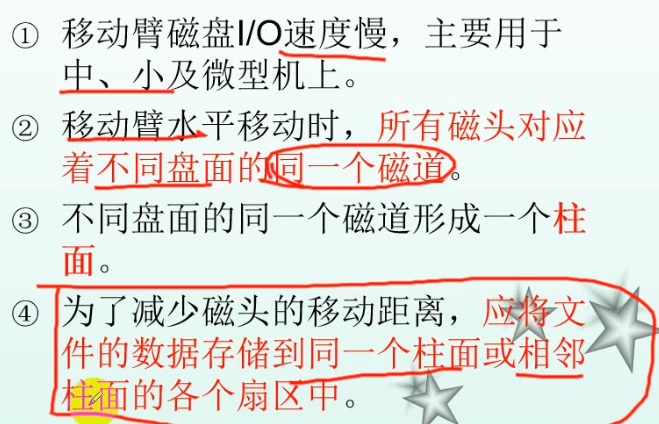 ① 移动臂磁盘I/O速度慢，主要用于
中、小及微型机上。
② 移动臂水平移动时，所有磁头对应
着不同盘面的同一个磁道。
③ 不同盘面的同一个磁道形成一个柱
面。
④ 为了减少磁头的移动距离，应将文
件的数据存储到同一个柱面或相邻
柱面的各个扇区中。